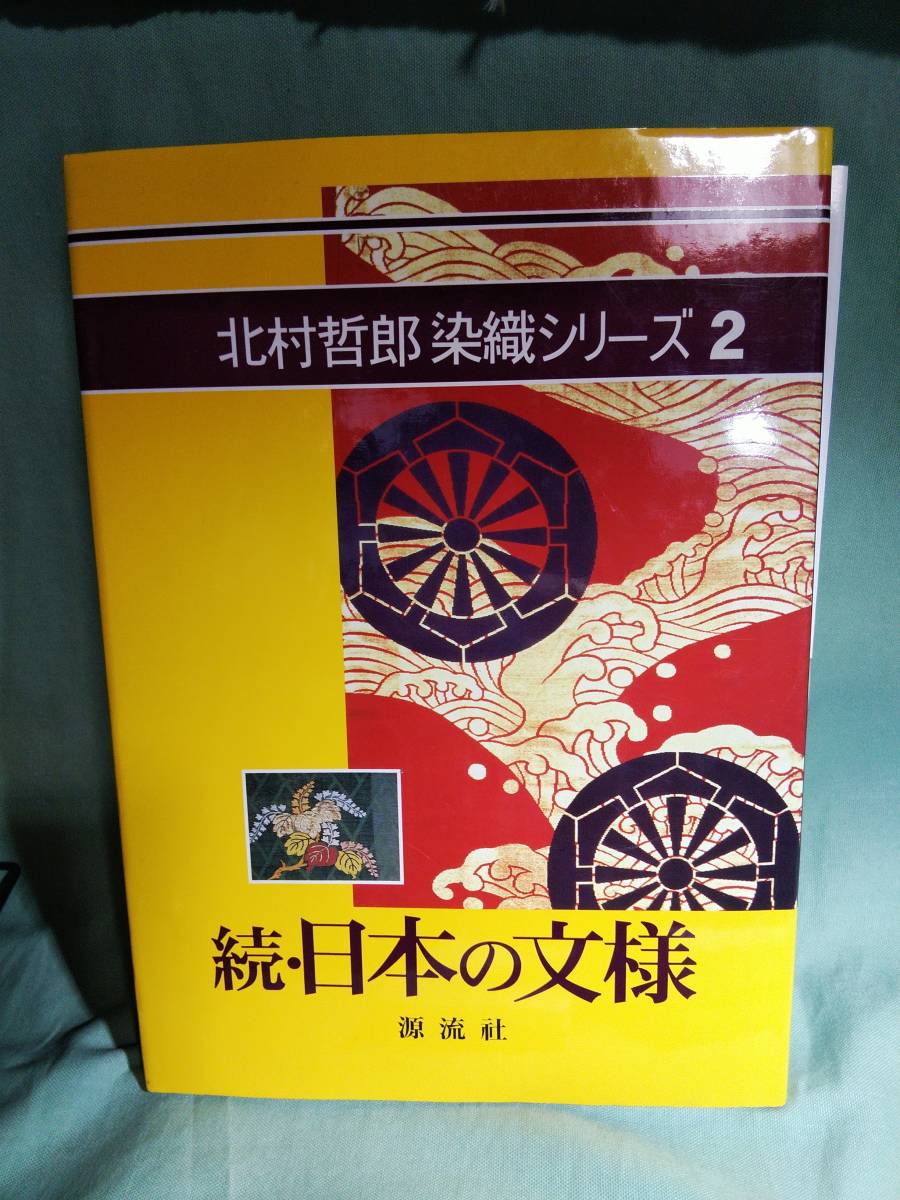 北村哲郎 染織シリーズ 2
続・日本の文様
源流社